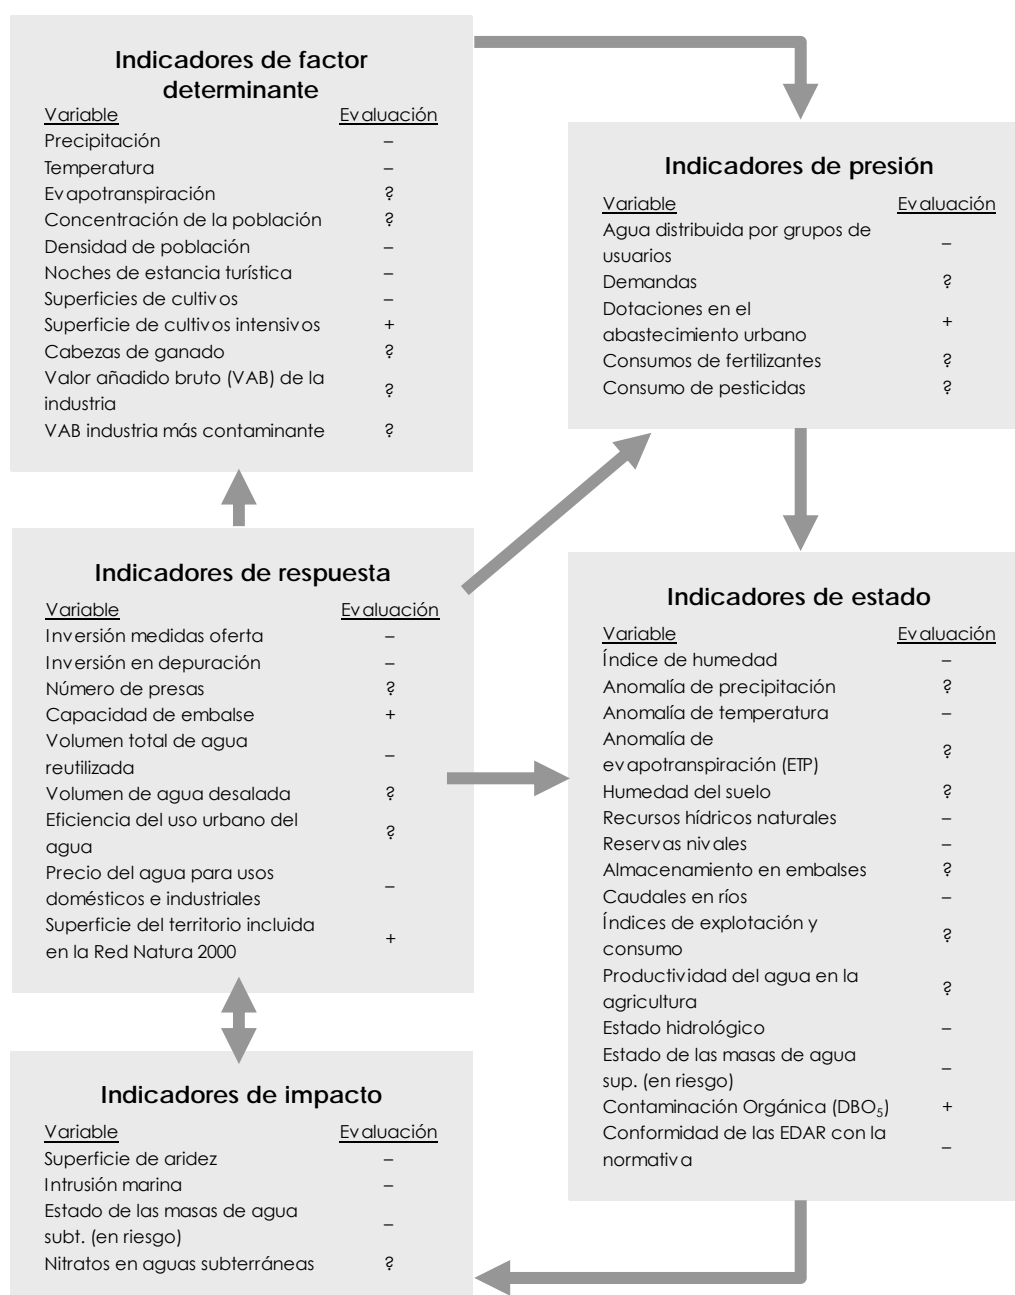 Indicadores de factor
determinante
Variable Evaluación
Precipitación –
Temperatura –
Evapotranspiración ?
Concentración de la población ?
Densidad de población –
Noches de estancia turística –
Superficies de cultivos –
Superficie de cultivos intensivos +
Cabezas de ganado ?
Valor añadido bruto (VAB) de la
industria ?
VAB industria más contaminante ?
Indicadores de presión
Variable Evaluación
Agua distribuida por grupos de
usuarios –
Demandas ?
Dotaciones en el
abastecimiento urbano +
Consumos de fertilizantes ?
Consumo de pesticidas ?
Indicadores de respuesta
Variable Evaluación
Inversión medidas oferta –
Inversión en depuración –
Número de presas ?
Capacidad de embalse +
Volumen total de agua
reutilizada –
Volumen de agua desalada ?
Eficiencia del uso urbano del
agua ?
Precio del agua para usos
domésticos e industriales –
Superficie del territorio incluida
en la Red Natura 2000 +
Indicadores de estado
Variable Evaluación
Índice de humedad –
Anomalía de precipitación ?
Anomalía de temperatura –
Anomalía de
evapotranspiración (ETP) ?
Humedad del suelo ?
Recursos hídricos naturales –
Reservas nivales –
Almacenamiento en embalses ?
Caudales en ríos –
Índices de explotación y
consumo ?
Productividad del agua en la
agricultura ?
Estado hidrológico –
Estado de las masas de agua
sup. (en riesgo) –
Contaminación Orgánica (DBO₅) +
Conformidad de las EDAR con la
normativa –
Indicadores de impacto
Variable Evaluación
Superficie de aridez –
Intrusión marina –
Estado de las masas de agua
subt. (en riesgo) –
Nitratos en aguas subterráneas ?